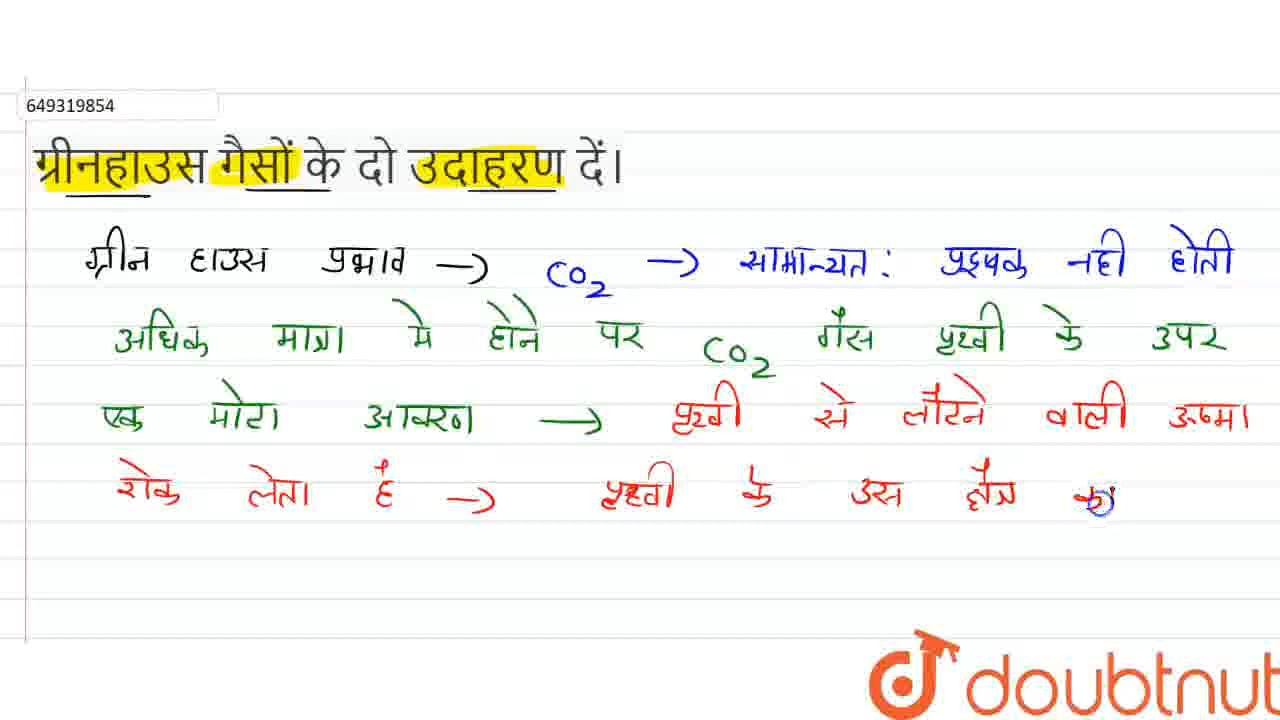 649319854
ग्रीनहाउस गैसों के दो उदाहरण दें।
ग्रीन हाउस प्रभाव → CO2 → सामान्यत: प्रदुषक नही होती
अधिक मात्रा मे होने पर CO2 गैस पृथ्वी के उपर
एक मोटा आवरण → पृथ्वी से लौटने वाली ऊष्मा
रोक लेता है → पृथ्वी के उस क्षेत्र का
doubtnut